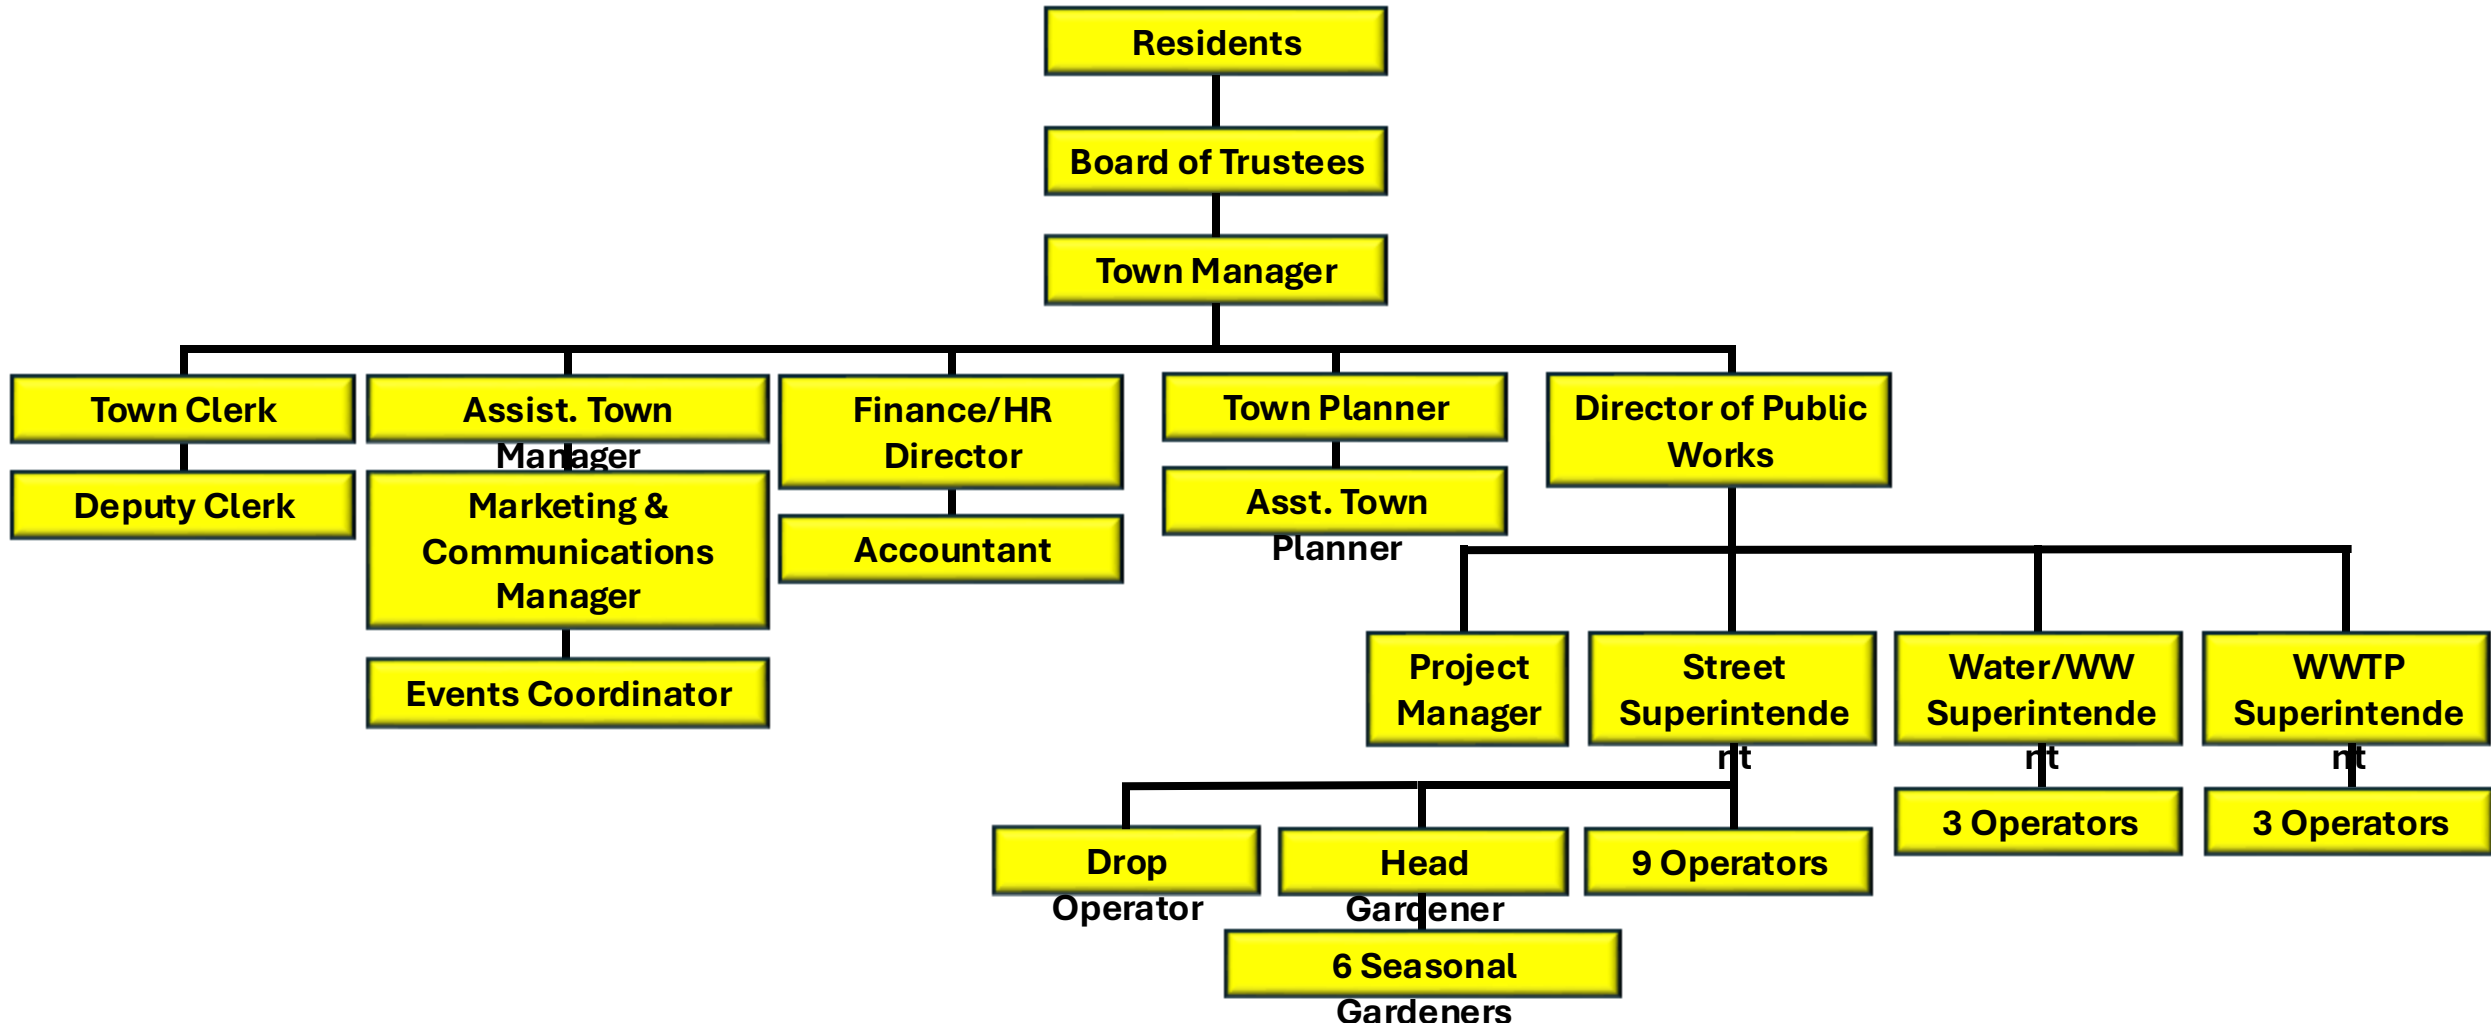 Residents
Board of Trustees
Town Manager
Town Clerk
Deputy Clerk
Assist. Town
Manager
Marketing &
Communications
Manager
Events Coordinator
Finance/HR
Director
Accountant
Town Planner
Asst. Town
Planner
Director of Public
Works
Project
Manager
Street
Superintende
nt
Water/WW
Superintende
nt
WWTP
Superintende
nt
Drop
Operator
Head
Gardener
9 Operators
3 Operators
3 Operators
6 Seasonal
Gardeners